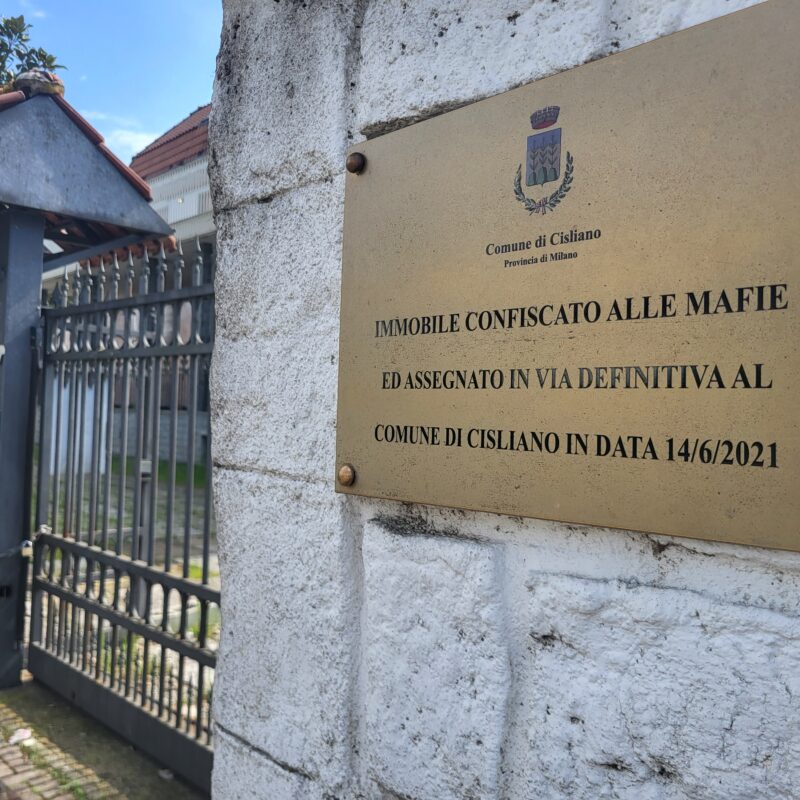 Comune di Cisliano
Provincia di Milano
IMMOBILE CONFISCATO ALLE MAFIE
ED ASSEGNATO IN VIA DEFINITIVA AL
COMUNE DI CISLIANO IN DATA 14/6/2021